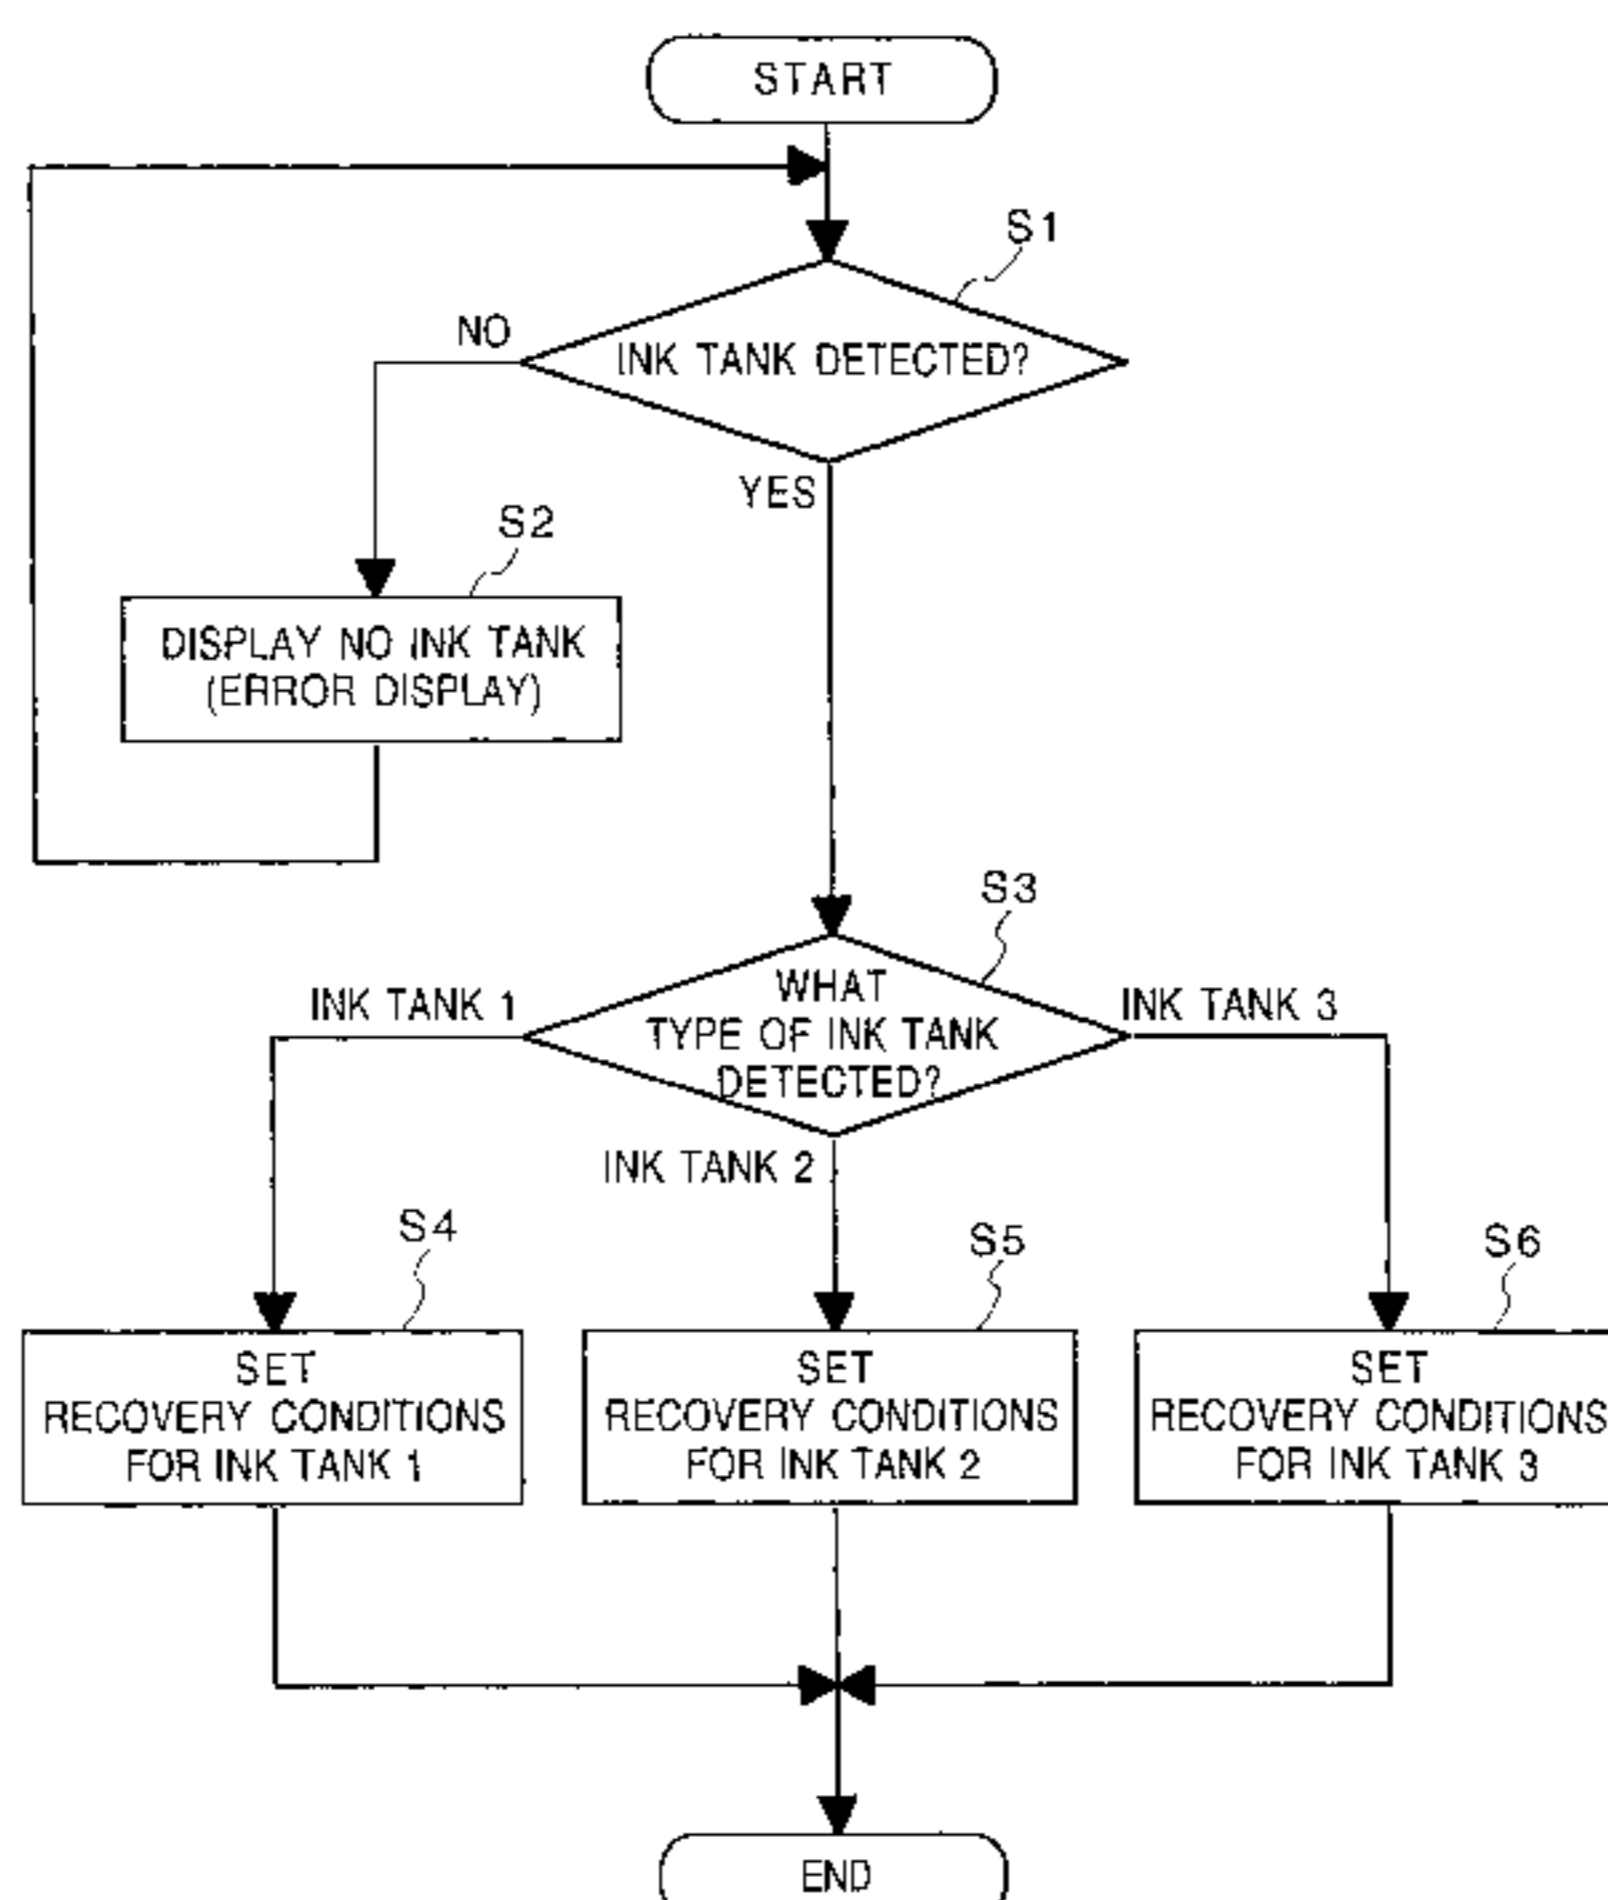 START
S1
NO
INK TANK DETECTED?
YES
S2
DISPLAY NO INK TANK
(ERROR DISPLAY)
S3
INK TANK 1
WHAT
TYPE OF INK TANK
DETECTED?
INK TANK 3
INK TANK 2
S4
S5
S6
SET
RECOVERY CONDITIONS
FOR INK TANK 1
SET
RECOVERY CONDITIONS
FOR INK TANK 2
SET
RECOVERY CONDITIONS
FOR INK TANK 3
END